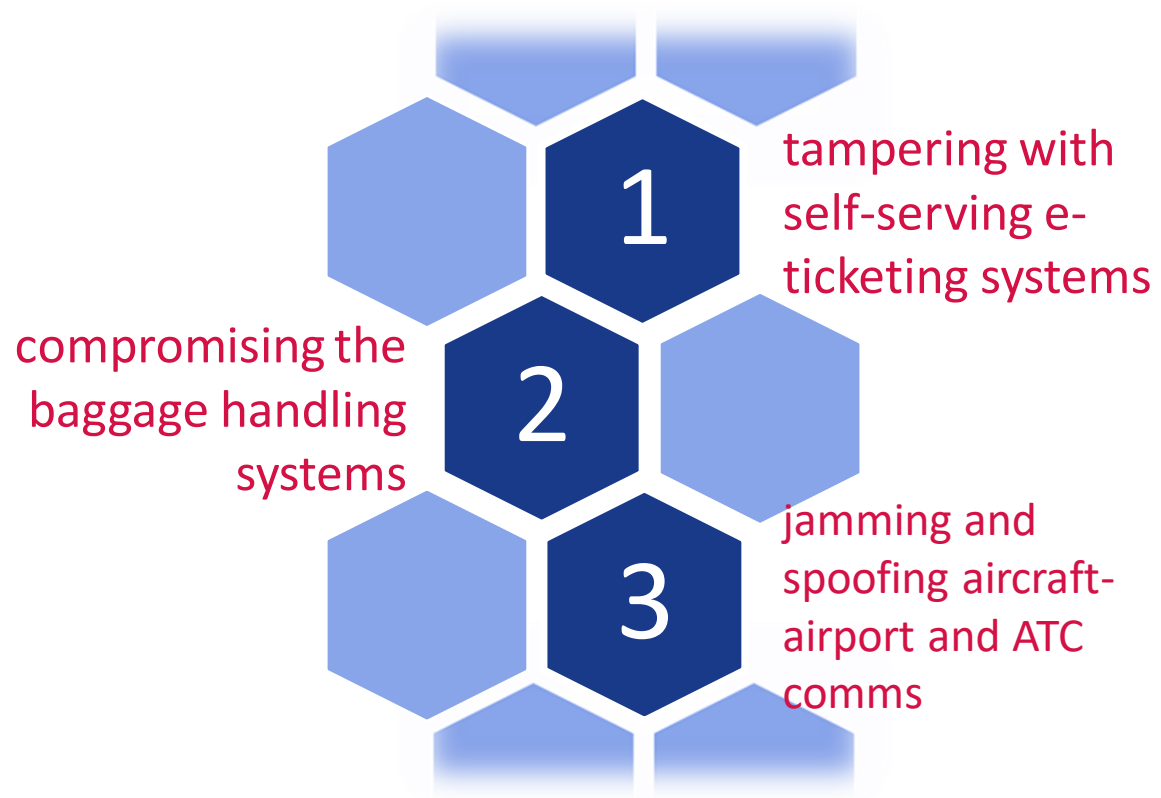 1
tampering with
self-serving e-
ticketing systems
2
compromising the
baggage handling
systems
3
jamming and
spoofing aircraft-
airport and ATC
comms